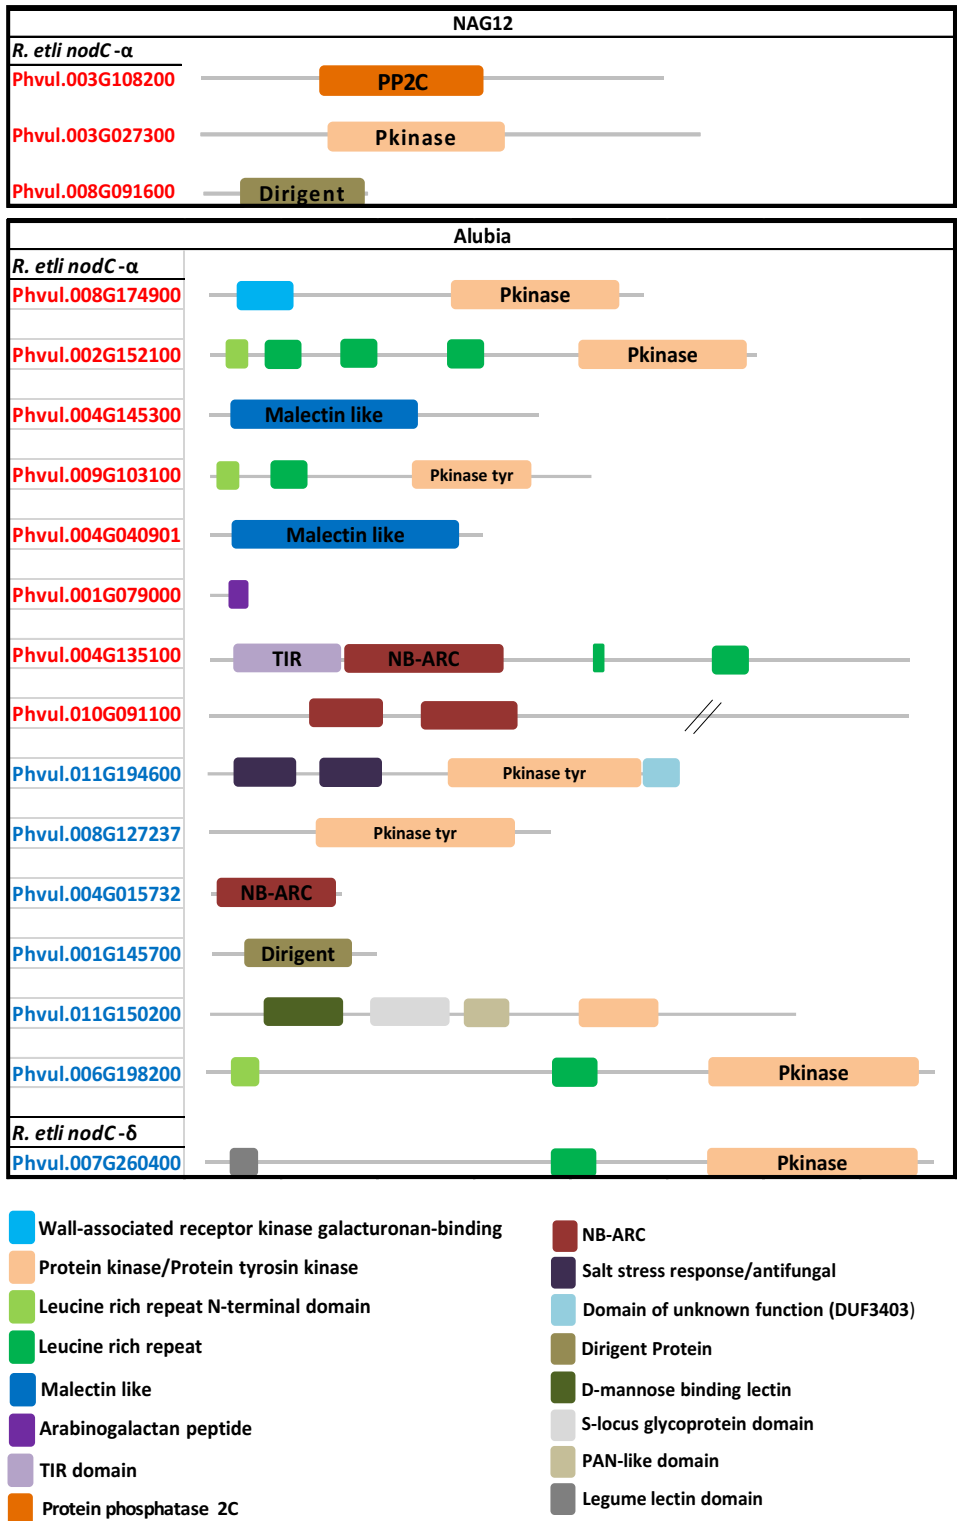 NAG12
R. etli nodC -α
Phvul.003G108200
PP2C
Phvul.003G027300
Pkinase
Phvul.008G091600
Dirigent
Alubia
R. etli nodC -α
Phvul.008G174900
Pkinase
Phvul.002G152100
Pkinase
Phvul.004G145300
Malectin like
Phvul.009G103100
Pkinase tyr
Phvul.004G040901
Malectin like
Phvul.001G079000
Phvul.004G135100
TIR
NB-ARC
Phvul.010G091100
Phvul.011G194600
Pkinase tyr
Phvul.008G127237
Pkinase tyr
Phvul.004G015732
NB-ARC
Phvul.001G145700
Dirigent
Phvul.011G150200
Phvul.006G198200
Pkinase
R. etli nodC -δ
Phvul.007G260400
Pkinase
Wall-associated receptor kinase galacturonan-binding
Protein kinase/Protein tyrosin kinase
Leucine rich repeat N-terminal domain
Leucine rich repeat
Malectin like
Arabinogalactan peptide
TIR domain
Protein phosphatase 2C
NB-ARC
Salt stress response/antifungal
Domain of unknown function (DUF3403)
Dirigent Protein
D-mannose binding lectin
S-locus glycoprotein domain
PAN-like domain
Legume lectin domain